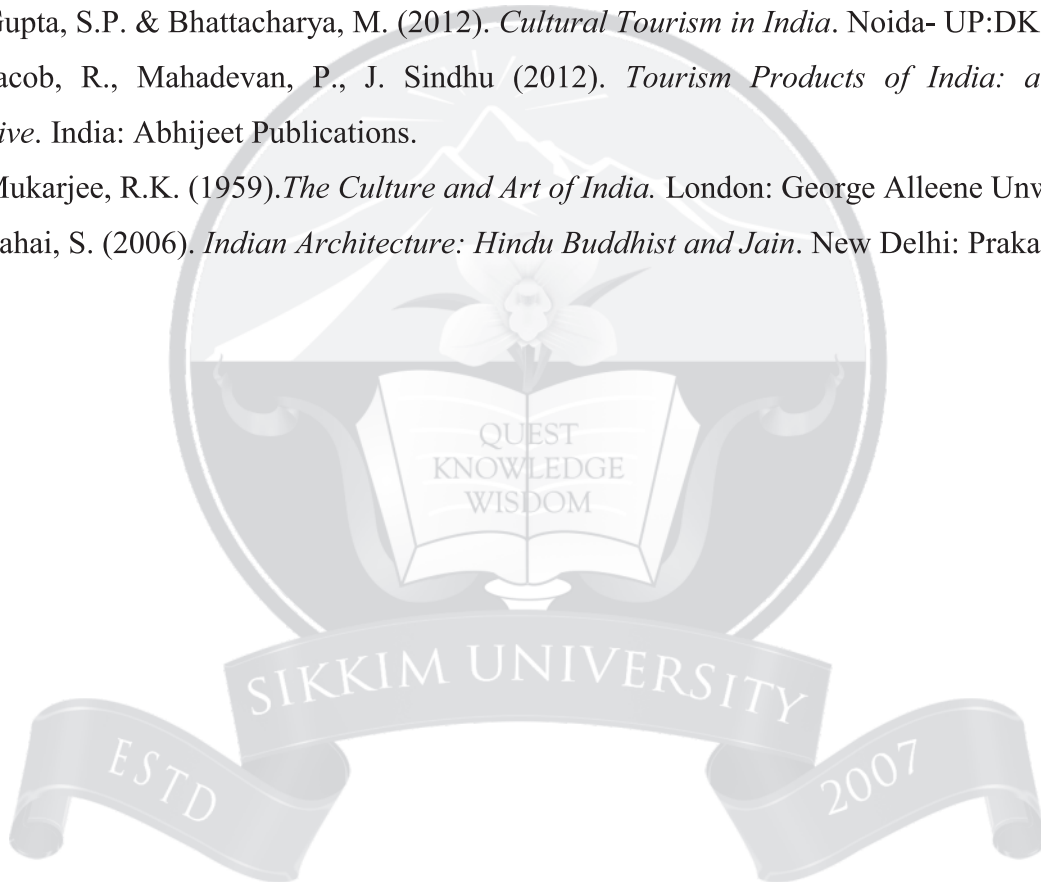 upta, S.P. & Bhattacharya, M. (2012). Cultural Tourism in India. Noida- UP:DK
acob, R., Mahadevan, P., J. Sindhu (2012). Tourism Products of India: a
ive. India: Abhijeet Publications.
Mukarjee, R.K. (1959).The Culture and Art of India. London: George Alleene Unw
ahai, S. (2006). Indian Architecture: Hindu Buddhist and Jain. New Delhi: Praka
QUEST
KNOWLEDGE
WISDOM
SIKKIM UNIVERSITY
ESTD
2007